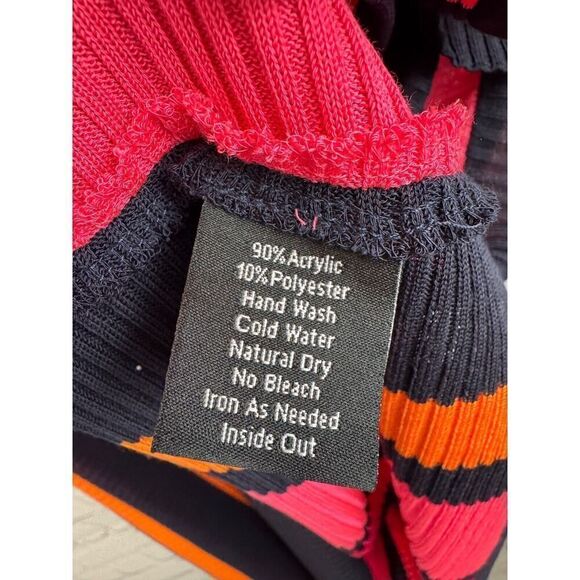 90% Acrylic
10% Polyester
Hand Wash
Cold Water
Natural Dry
No Bleach
Iron As Needed
Inside Out